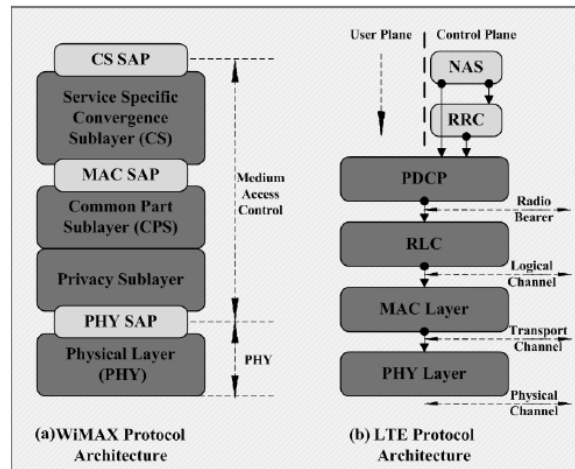 CS SAP
Service Specific
Convergence
Sublayer (CS)
MAC SAP
Common Part
Sublayer (CPS)
Privacy Sublayer
PHY SAP
Physical Layer
(PHY)
Medium
Access
Control
PHY
(a)WiMAX Protocol
Architecture
User Plane
Control Plane
NAS
RRC
PDCP
Radio
Bearer
RLC
Logical
Channel
MAC Layer
Transport
Channel
PHY Layer
Physical
Channel
(b) LTE Protocol
Architecture